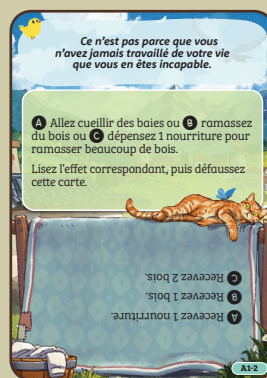 Ce n'est pas parce que vous
n'avez jamais travaillé de votre vie
que vous en êtes incapable.
A Allez cueillir des baies ou B ramassez
du bois ou C dépensez 1 nourriture pour
ramasser beaucoup de bois.
Lisez l'effet correspondant, puis défaussez
cette carte.
A Recevez 1 nourriture.
B Recevez 1 bois.
C Recevez 2 bois.
A1-2